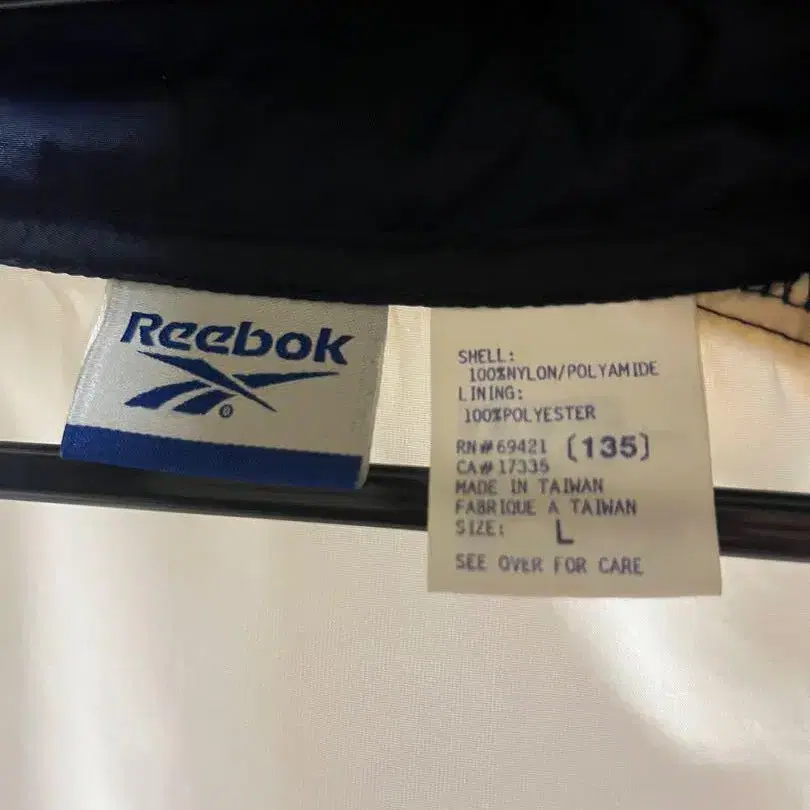 Reebok
®
SHELL:
100%NYLON/POLYAMIDE
LINING:
100%POLYESTER
RN#69421 (135)
CA#17335
MADE IN TAIWAN
FABRIQUE A TAIWAN
SIZE: L
SEE OVER FOR CARE